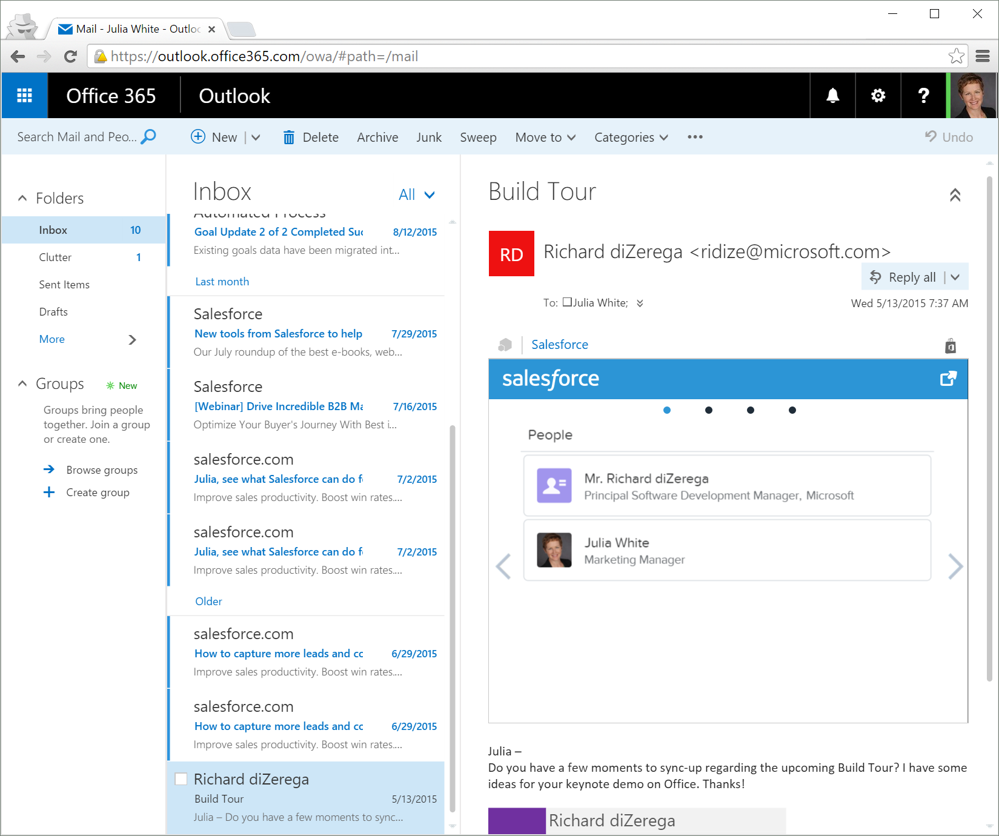 Mail - Julia White - Outloo
https://outlook.office365.com/owa/#path=/mail
Office 365
Outlook
?
Search Mail and Peo...
New
Delete
Archive
Junk
Sweep
Move to
Categories
Undo
Folders
Inbox 10
Clutter 1
Sent Items
Drafts
More
Groups
New
Groups bring people
together. Join a group
or create one.
Browse groups
Create group
Inbox
All
Automated Process
Goal Update 2 of 2 Completed Suc 8/12/2015
Existing goals data have been migrated int...
Last month
Salesforce
New tools from Salesforce to help 7/29/2015
Our July roundup of the best e-books, web...
Salesforce
[Webinar] Drive Incredible B2B Ma 7/16/2015
Optimize Your Buyer's Journey With Best i...
salesforce.com
Julia, see what Salesforce can do fo 7/2/2015
Improve sales productivity. Boost win rates....
salesforce.com
Julia, see what Salesforce can do fo 7/2/2015
Improve sales productivity. Boost win rates....
Older
salesforce.com
How to capture more leads and cc 6/29/2015
Improve sales productivity. Boost win rates....
salesforce.com
How to capture more leads and cc 6/29/2015
Improve sales productivity. Boost win rates....
Richard diZerega
Build Tour 5/13/2015
Julia – Do you have a few moments to sync...
Build Tour
RD
Richard diZerega <ridize@microsoft.com>
Reply all
To: Julia White;
Wed 5/13/2015 7:37 AM
Salesforce
salesforce
People
Mr. Richard diZerega
Principal Software Development Manager, Microsoft
Julia White
Marketing Manager
Julia –
Do you have a few moments to sync-up regarding the upcoming Build Tour? I have some
ideas for your keynote demo on Office. Thanks!
Richard diZerega